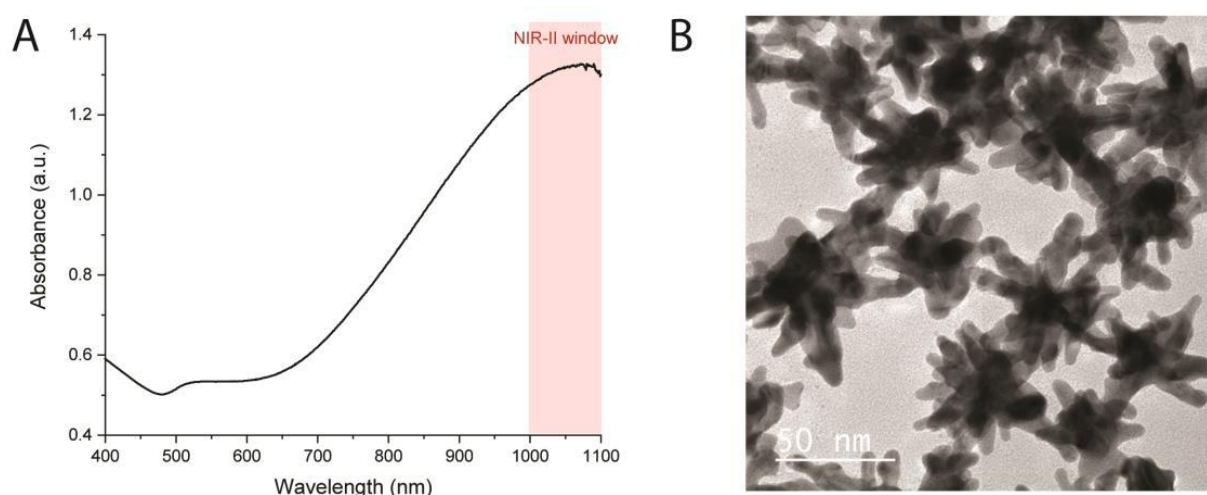 A
B
NIR-II window
1.4
1.2
1.0
0.8
0.6
0.4
Absorbance (a.u.)
400 500 600 700 800 900 1000 1100
Wavelength (nm)
50 nm